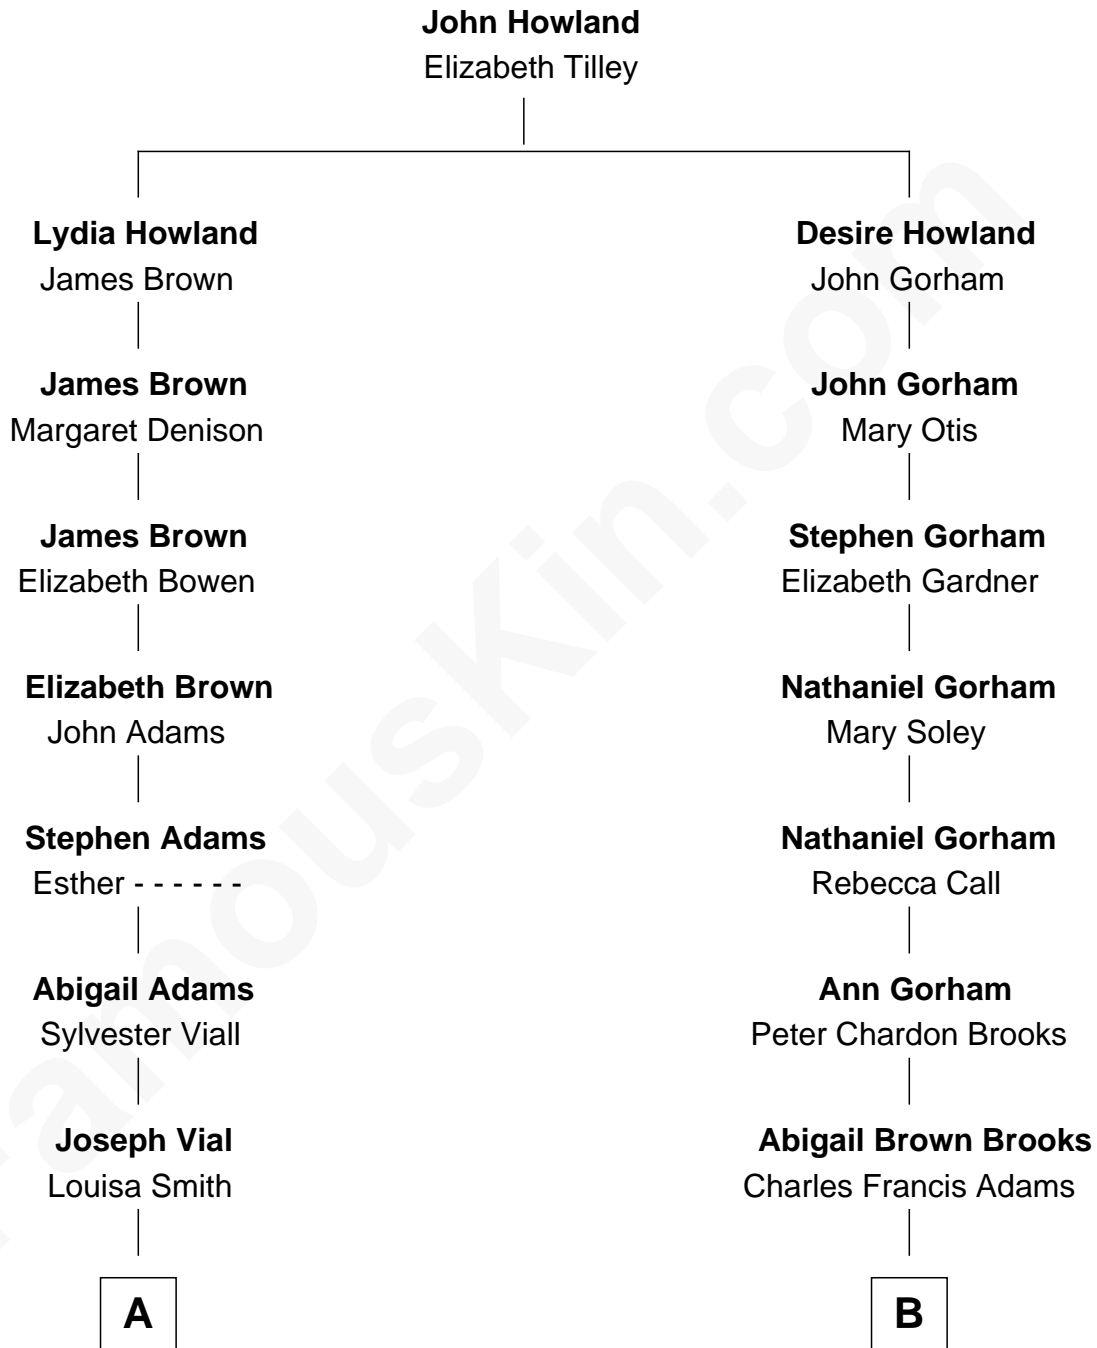 John Howland
Elizabeth Tilley
Lydia Howland
James Brown
Desire Howland
John Gorham
James Brown
Margaret Denison
John Gorham
Mary Otis
James Brown
Elizabeth Bowen
Stephen Gorham
Elizabeth Gardner
Elizabeth Brown
John Adams
Nathaniel Gorham
Mary Soley
Stephen Adams
Esther - - - - - -
Nathaniel Gorham
Rebecca Call
Abigail Adams
Sylvester Viall
Ann Gorham
Peter Chardon Brooks
Joseph Vial
Louisa Smith
Abigail Brown Brooks
Charles Francis Adams
A
B
FamousKin.com